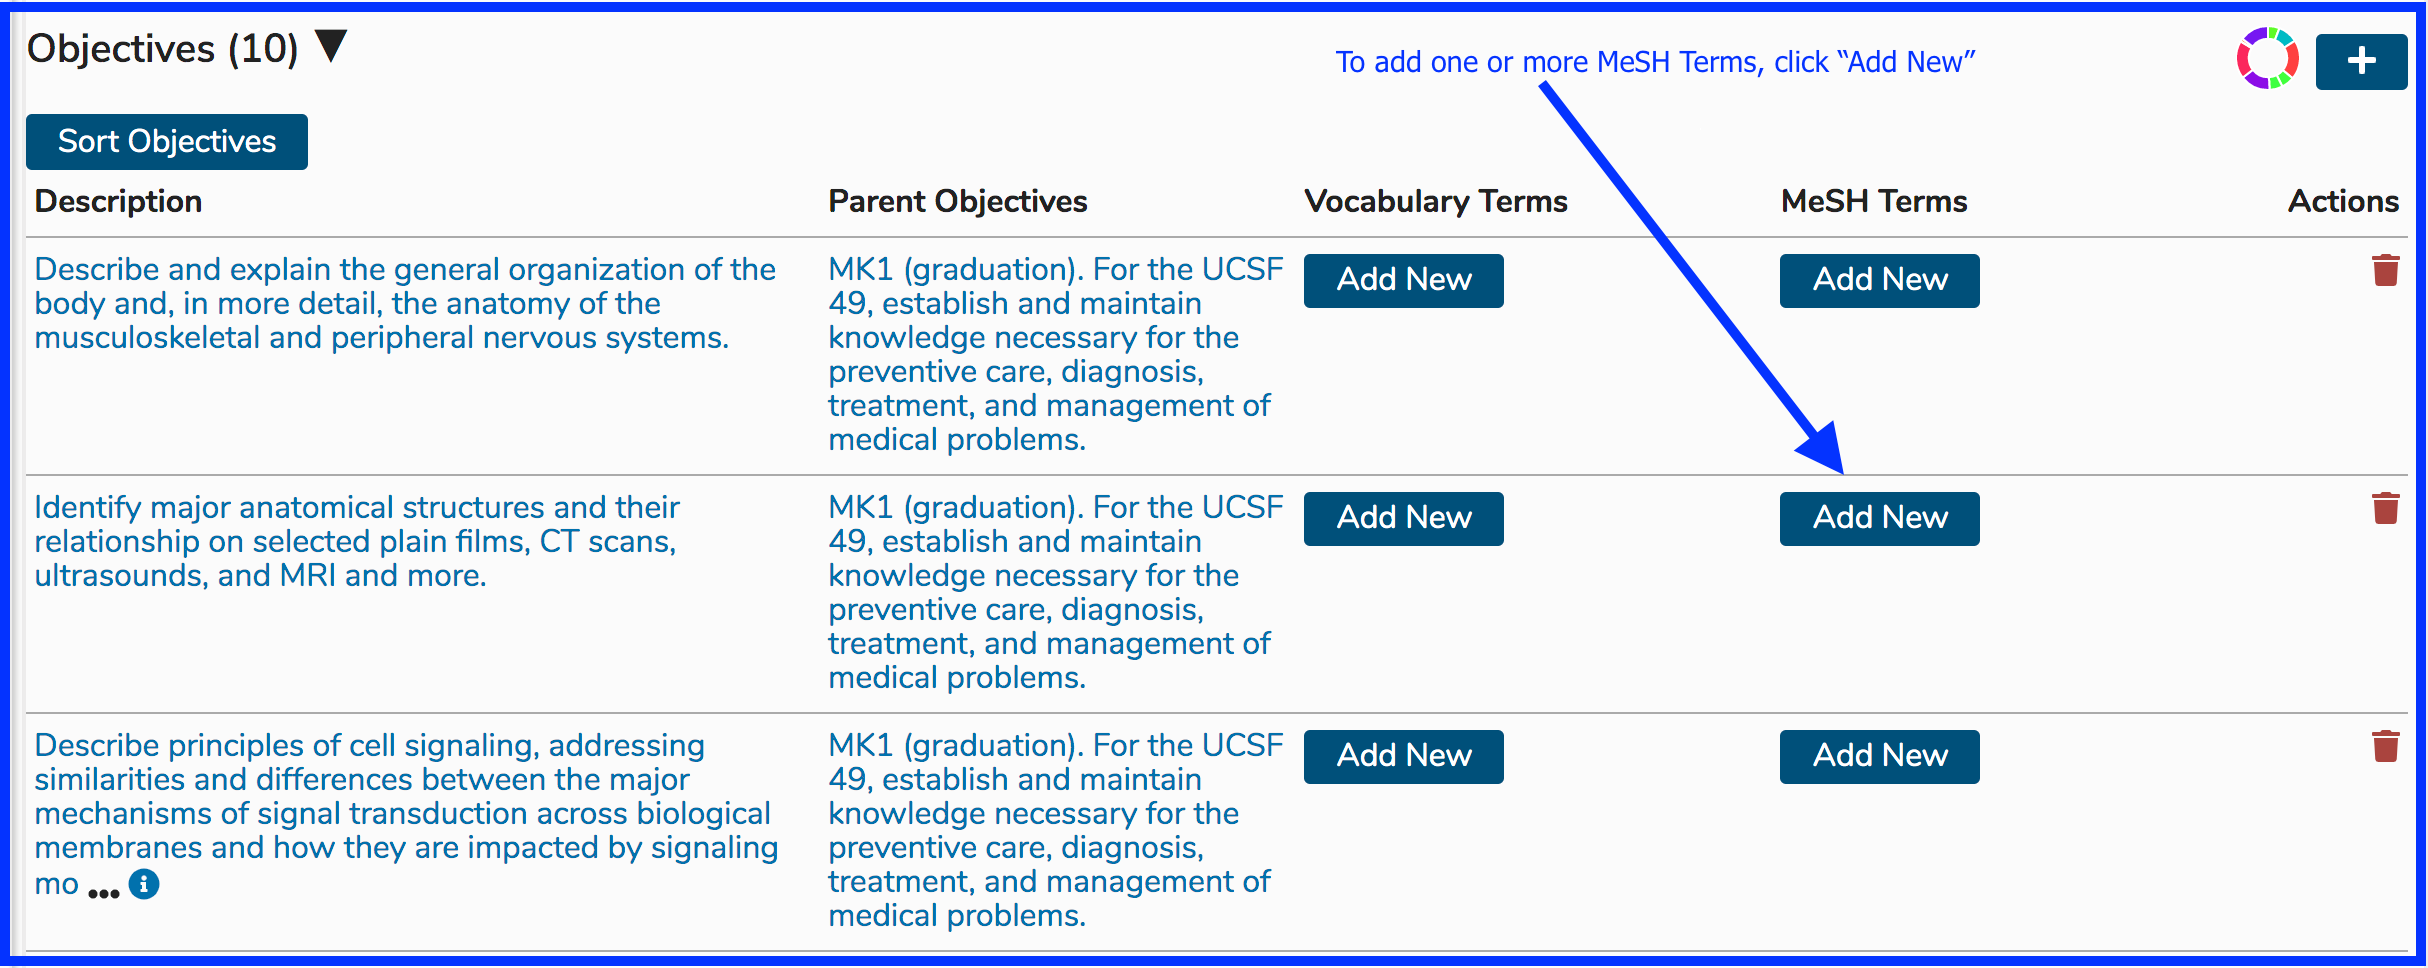 Objectives (10) ▼
To add one or more MeSH Terms, click “Add New”
Sort Objectives
Description
Parent Objectives
Vocabulary Terms
MeSH Terms
Actions
Describe and explain the general organization of the
body and, in more detail, the anatomy of the
musculoskeletal and peripheral nervous systems.
MK1 (graduation). For the UCSF
49, establish and maintain
knowledge necessary for the
preventive care, diagnosis,
treatment, and management of
medical problems.
Add New
Add New
Identify major anatomical structures and their
relationship on selected plain films, CT scans,
ultrasounds, and MRI and more.
MK1 (graduation). For the UCSF
49, establish and maintain
knowledge necessary for the
preventive care, diagnosis,
treatment, and management of
medical problems.
Add New
Add New
Describe principles of cell signaling, addressing
similarities and differences between the major
mechanisms of signal transduction across biological
membranes and how they are impacted by signaling
mo ...
MK1 (graduation). For the UCSF
49, establish and maintain
knowledge necessary for the
preventive care, diagnosis,
treatment, and management of
medical problems.
Add New
Add New